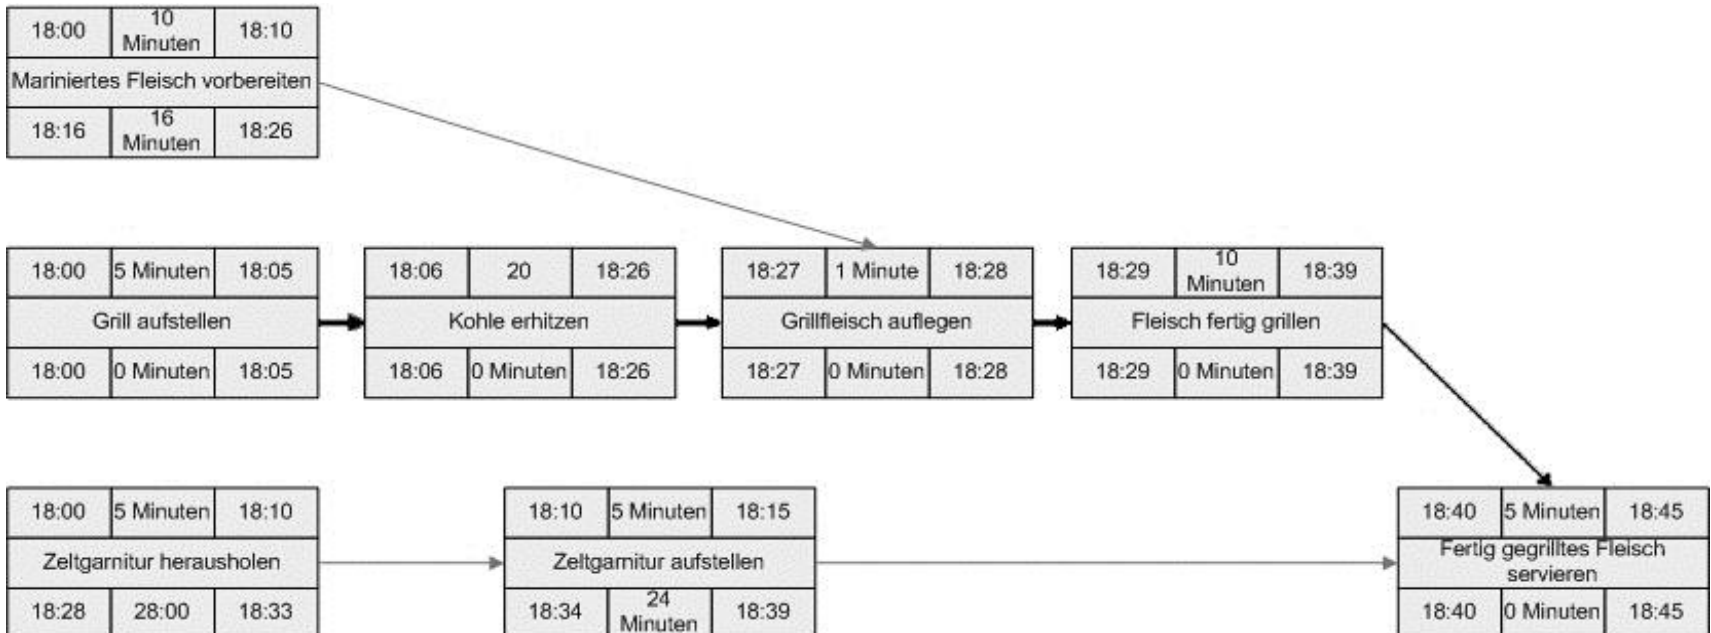 18:00 10 Minuten 18:10
Mariniertes Fleisch vorbereiten
18:16 16 Minuten 18:26
18:00 5 Minuten 18:05
Grill aufstellen
18:00 0 Minuten 18:05
18:06 20 18:26
Kohle erhitzen
18:06 0 Minuten 18:26
18:27 1 Minute 18:28
Grillfleisch auflegen
18:27 0 Minuten 18:28
18:29 10 Minuten 18:39
Fleisch fertig grillen
18:29 0 Minuten 18:39
18:00 5 Minuten 18:10
Zeltgarnitur herausholen
18:28 28:00 18:33
18:10 5 Minuten 18:15
Zeltgarnitur aufstellen
18:34 24 Minuten 18:39
18:40 5 Minuten 18:45
Fertig gegrilltes Fleisch
servieren
18:40 0 Minuten 18:45